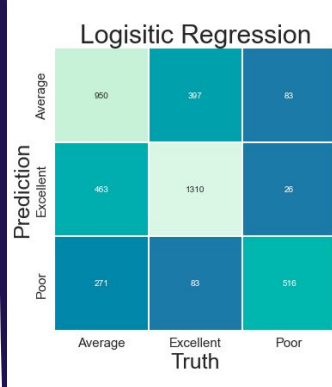 Logisitic Regression
Prediction
Average
950 397 83
Excellent
463 1310 26
Poor
271 83 516
Average Excellent Poor
Truth